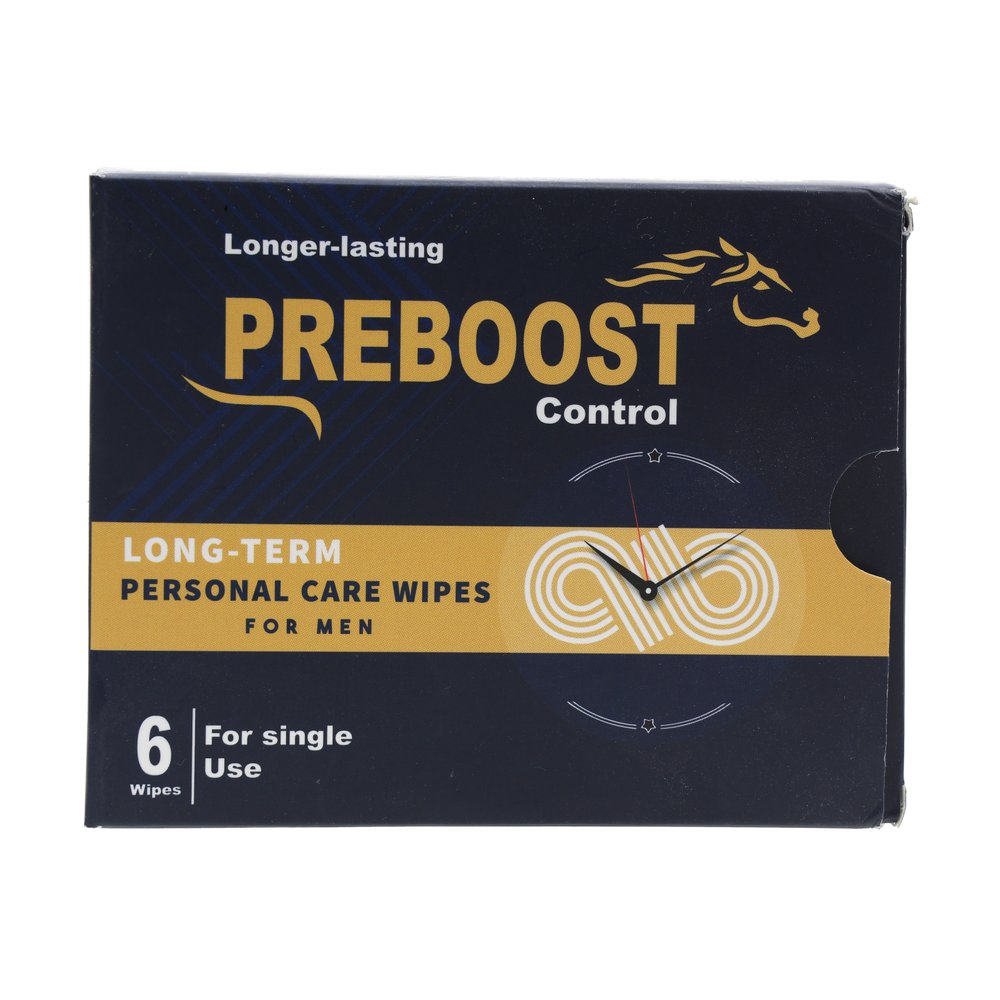 Longer-lasting
PREBOOST
Control
LONG-TERM
PERSONAL CARE WIPES
FOR MEN
6
Wipes
For single
Use